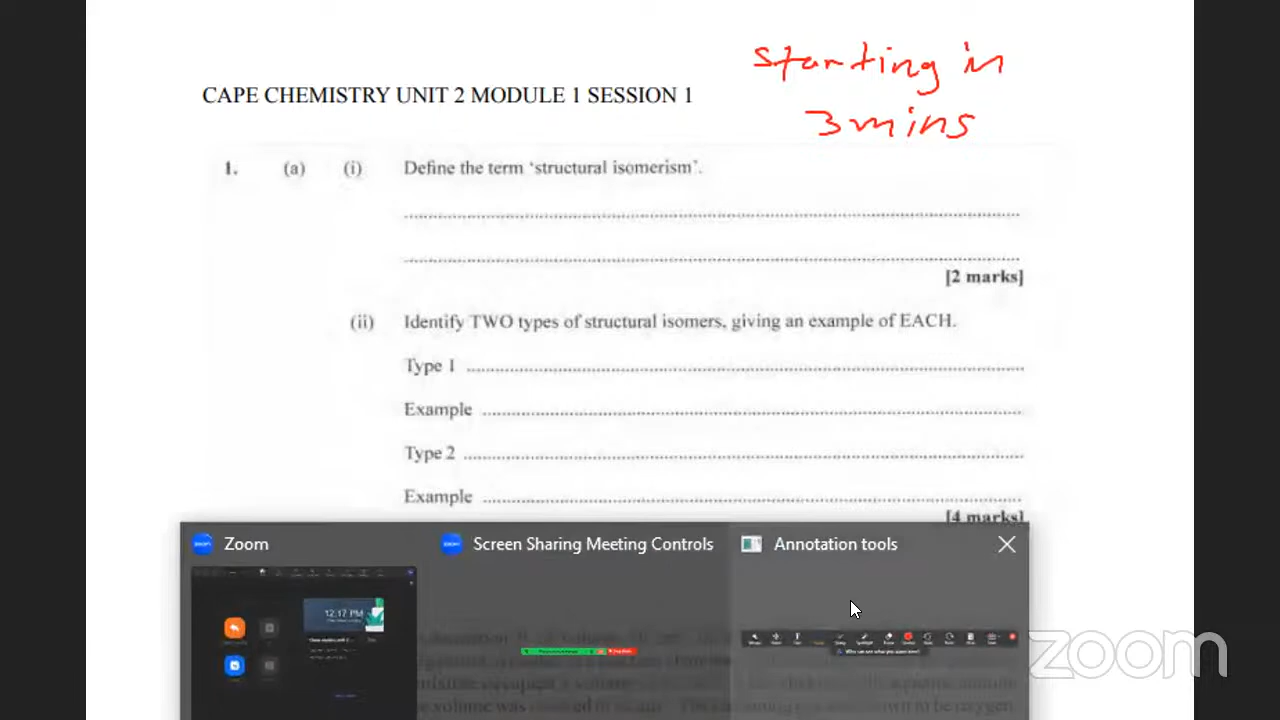 starting in
3 mins
CAPE CHEMISTRY UNIT 2 MODULE 1 SESSION 1
1. (a) (i) Define the term ‘structural isomerism’.
[2 marks]
(ii) Identify TWO types of structural isomers, giving an example of EACH.
Type 1
Example
Type 2
Example
[4 marks]
Zoom
Screen Sharing Meeting Controls
Annotation tools
12:17 PM
zoom